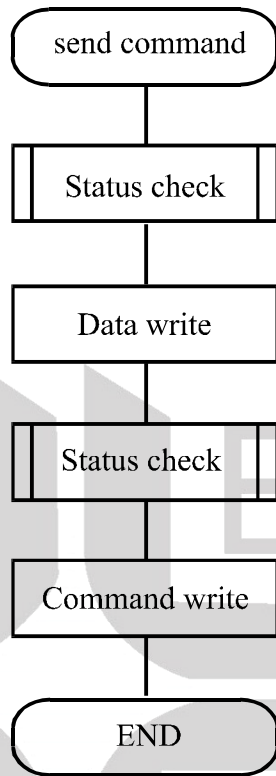 send command
Status check
Data write
Status check
Command write
END